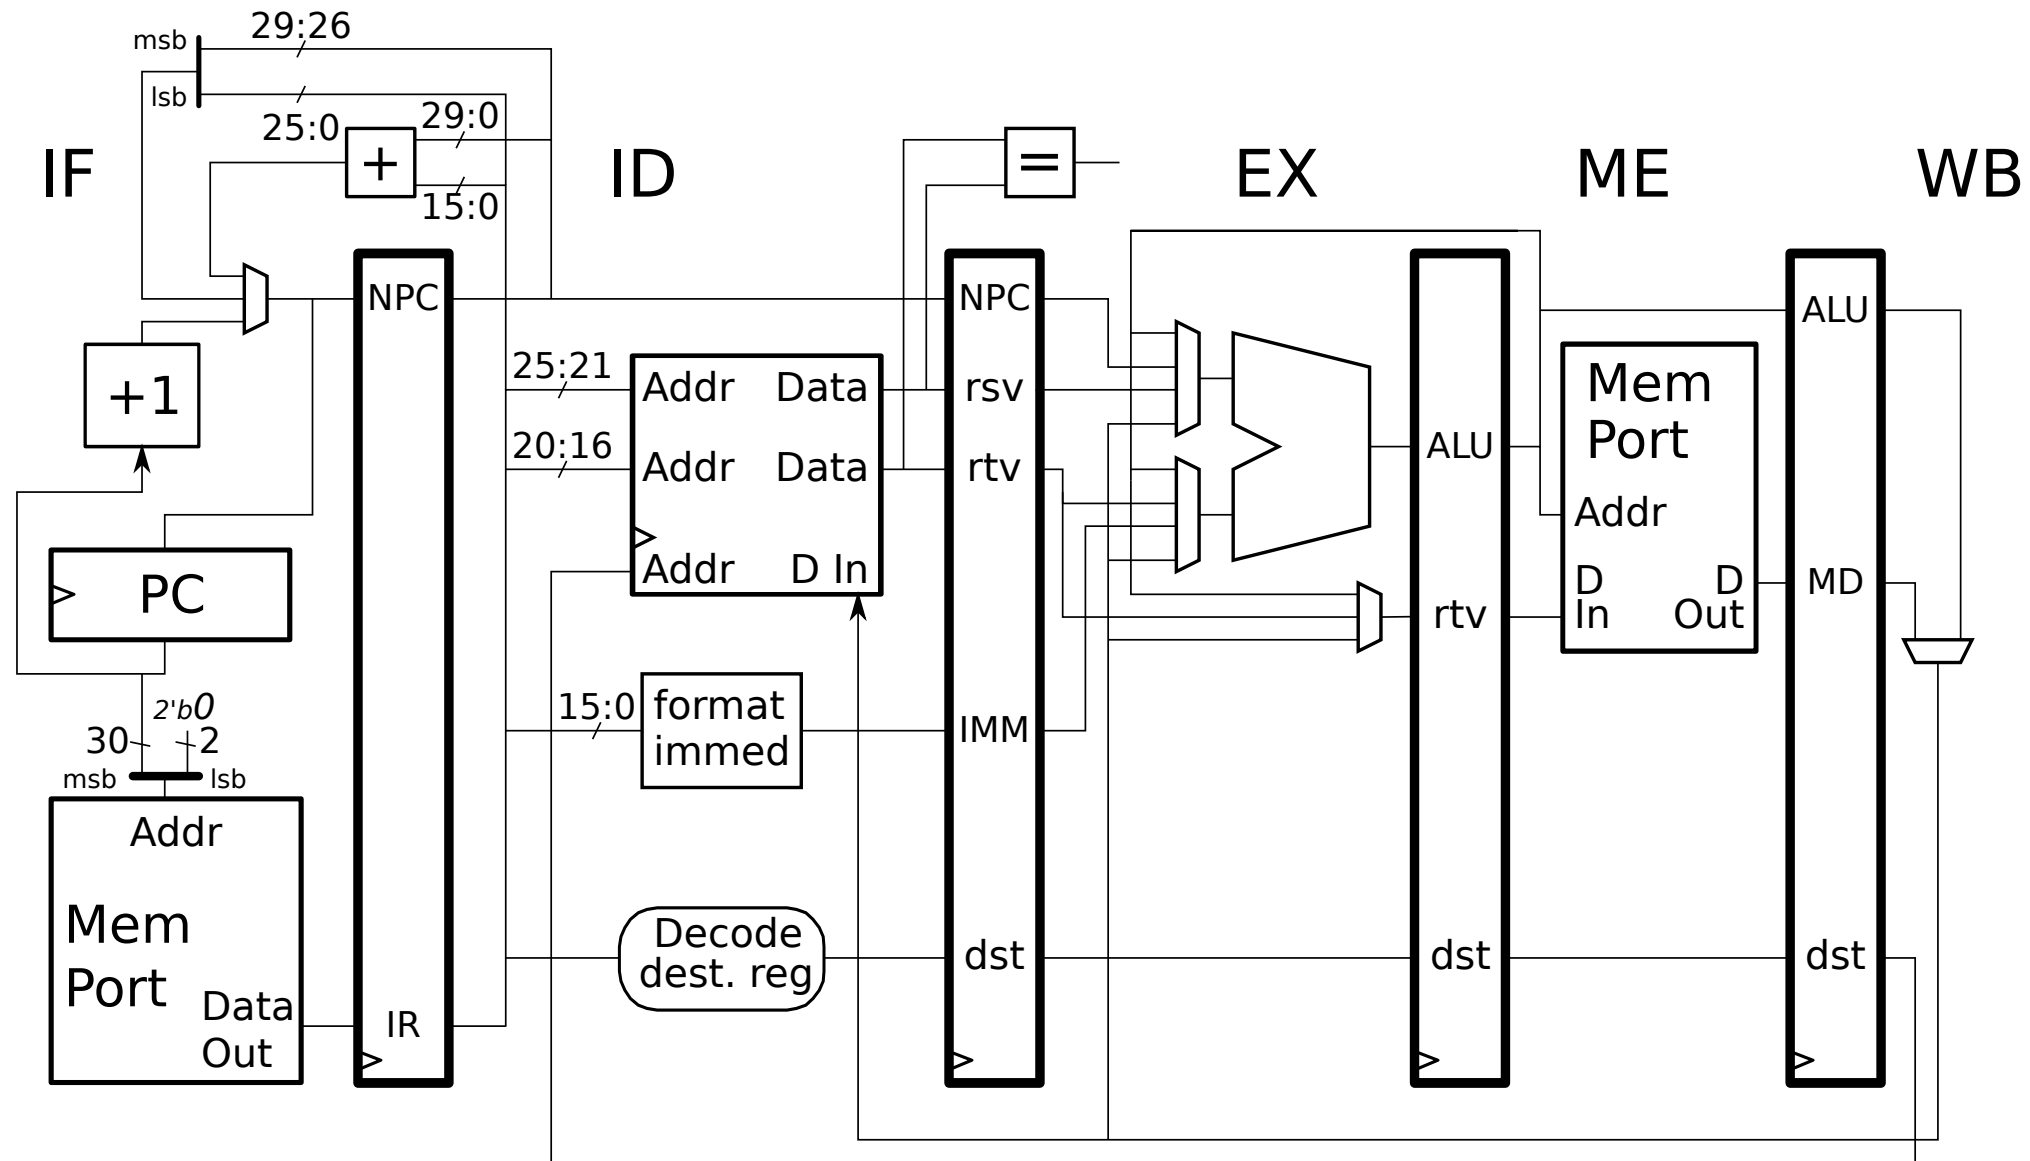 29:26
msb
lsb
25:0
29:0
+
15:0
=
IF
ID
EX
ME
WB
NPC
+1
PC
2'b0
30
2
msb
lsb
Addr
Mem
Port
Data
Out
IR
25:21
Addr
Data
20:16
Addr
Data
Addr
D In
15:0
format
immed
Decode
dest. reg
NPC
rsv
rtv
IMM
dst
ALU
rtv
dst
Mem
Port
Addr
D
In
D
Out
ALU
MD
dst